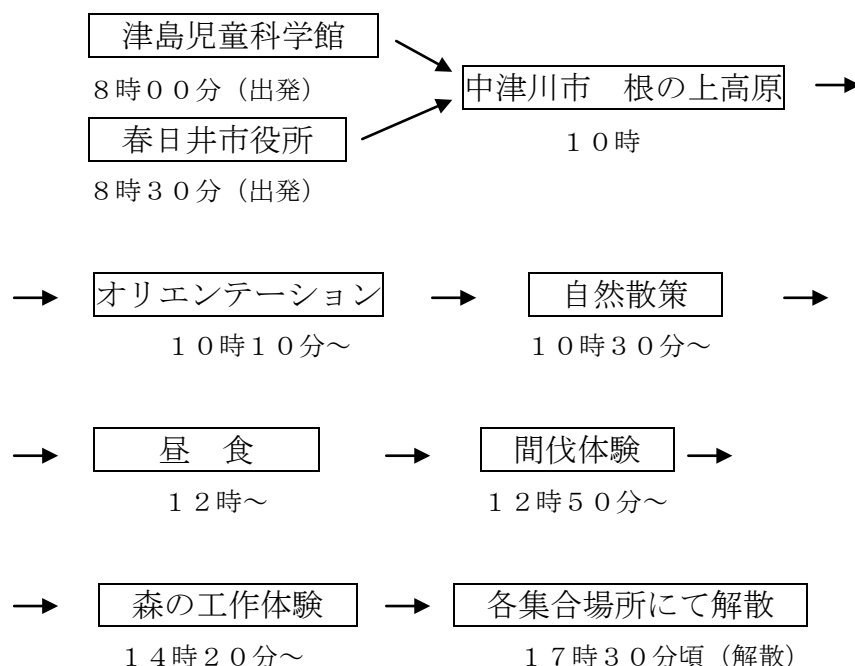 津島児童科学館
８時００分（出発）
中津川市　根の上高原
１０時
春日井市役所
８時３０分（出発）
オリエンテーション
１０時１０分～
自然散策
１０時３０分～
昼　食
１２時～
間伐体験
１２時５０分～
森の工作体験
１４時２０分～
各集合場所にて解散
１７時３０分頃（解散）